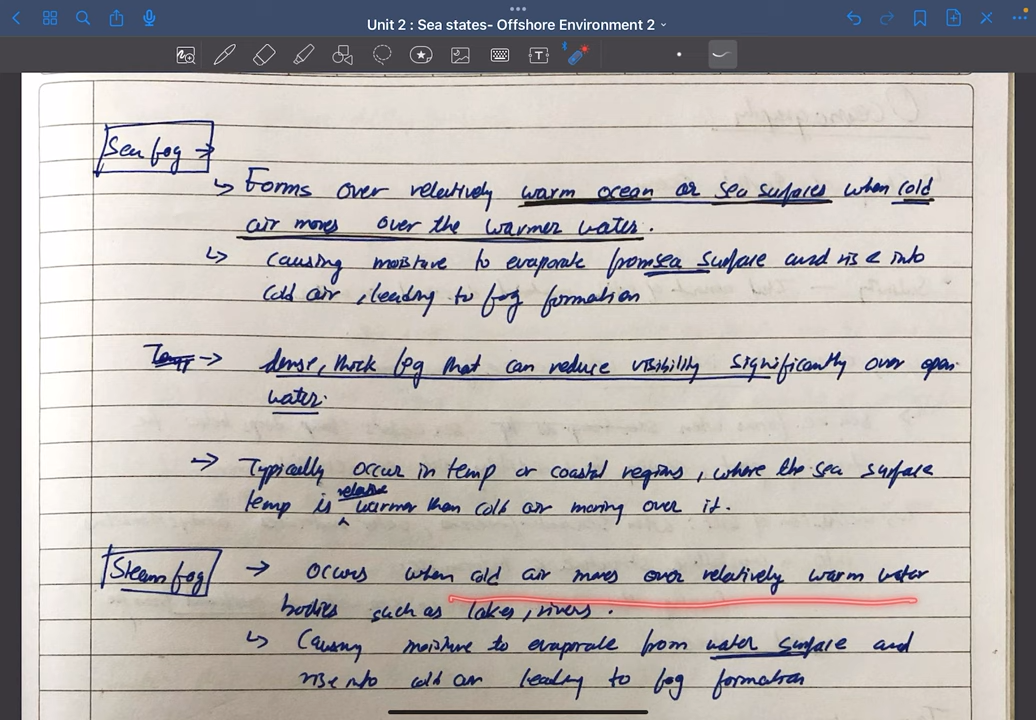 Unit 2 : Sea states- Offshore Environment 2
Sea fog →
↳ Forms over relatively warm ocean or sea surfaces when cold
air moves over the warmer water.
↳ causing moisture to evaporate from sea surface and rise into
cold air, leading to fog formation
→ dense, thick fog that can reduce visibility significantly over open
water.
→ Typically occur in temp or coastal regions, where the sea surface
temp is relative warmer than cold air moving over it.
Steam fog → occurs when cold air moves over relatively warm water
bodies such as lakes, rivers.
↳ Causing moisture to evaporate from water surface and
rise into cold air leading to fog formation